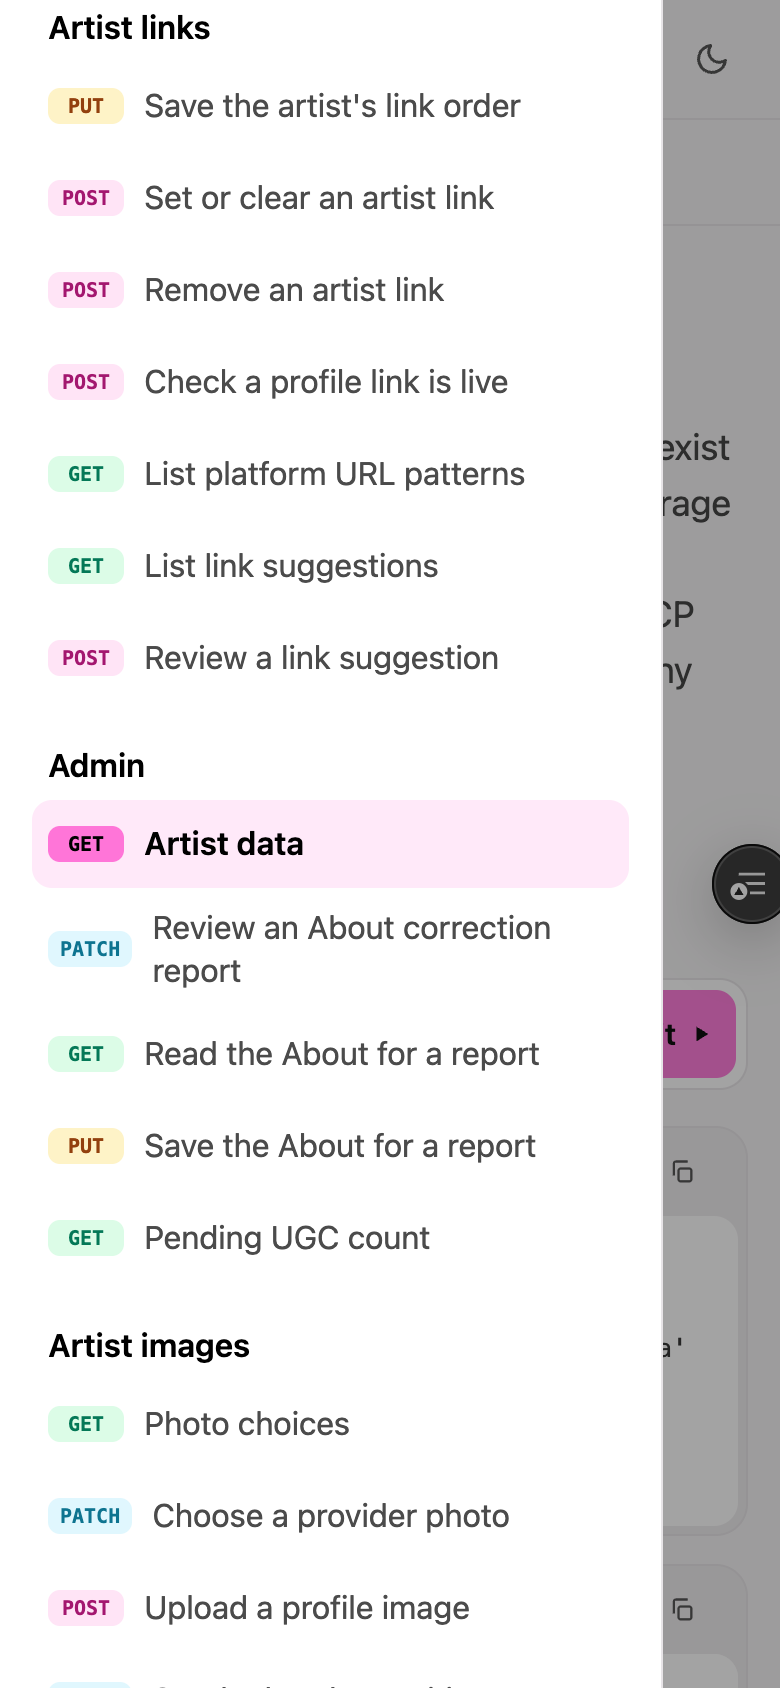 Artist links
PUT Save the artist's link order
POST Set or clear an artist link
POST Remove an artist link
POST Check a profile link is live
GET List platform URL patterns
exist
rage
GET List link suggestions
CP
POST Review a link suggestion
ny
Admin
GET Artist data
PATCH Review an About correction
report
GET Read the About for a report
t
PUT Save the About for a report
GET Pending UGC count
Artist images
a'
GET Photo choices
PATCH Choose a provider photo
POST Upload a profile image